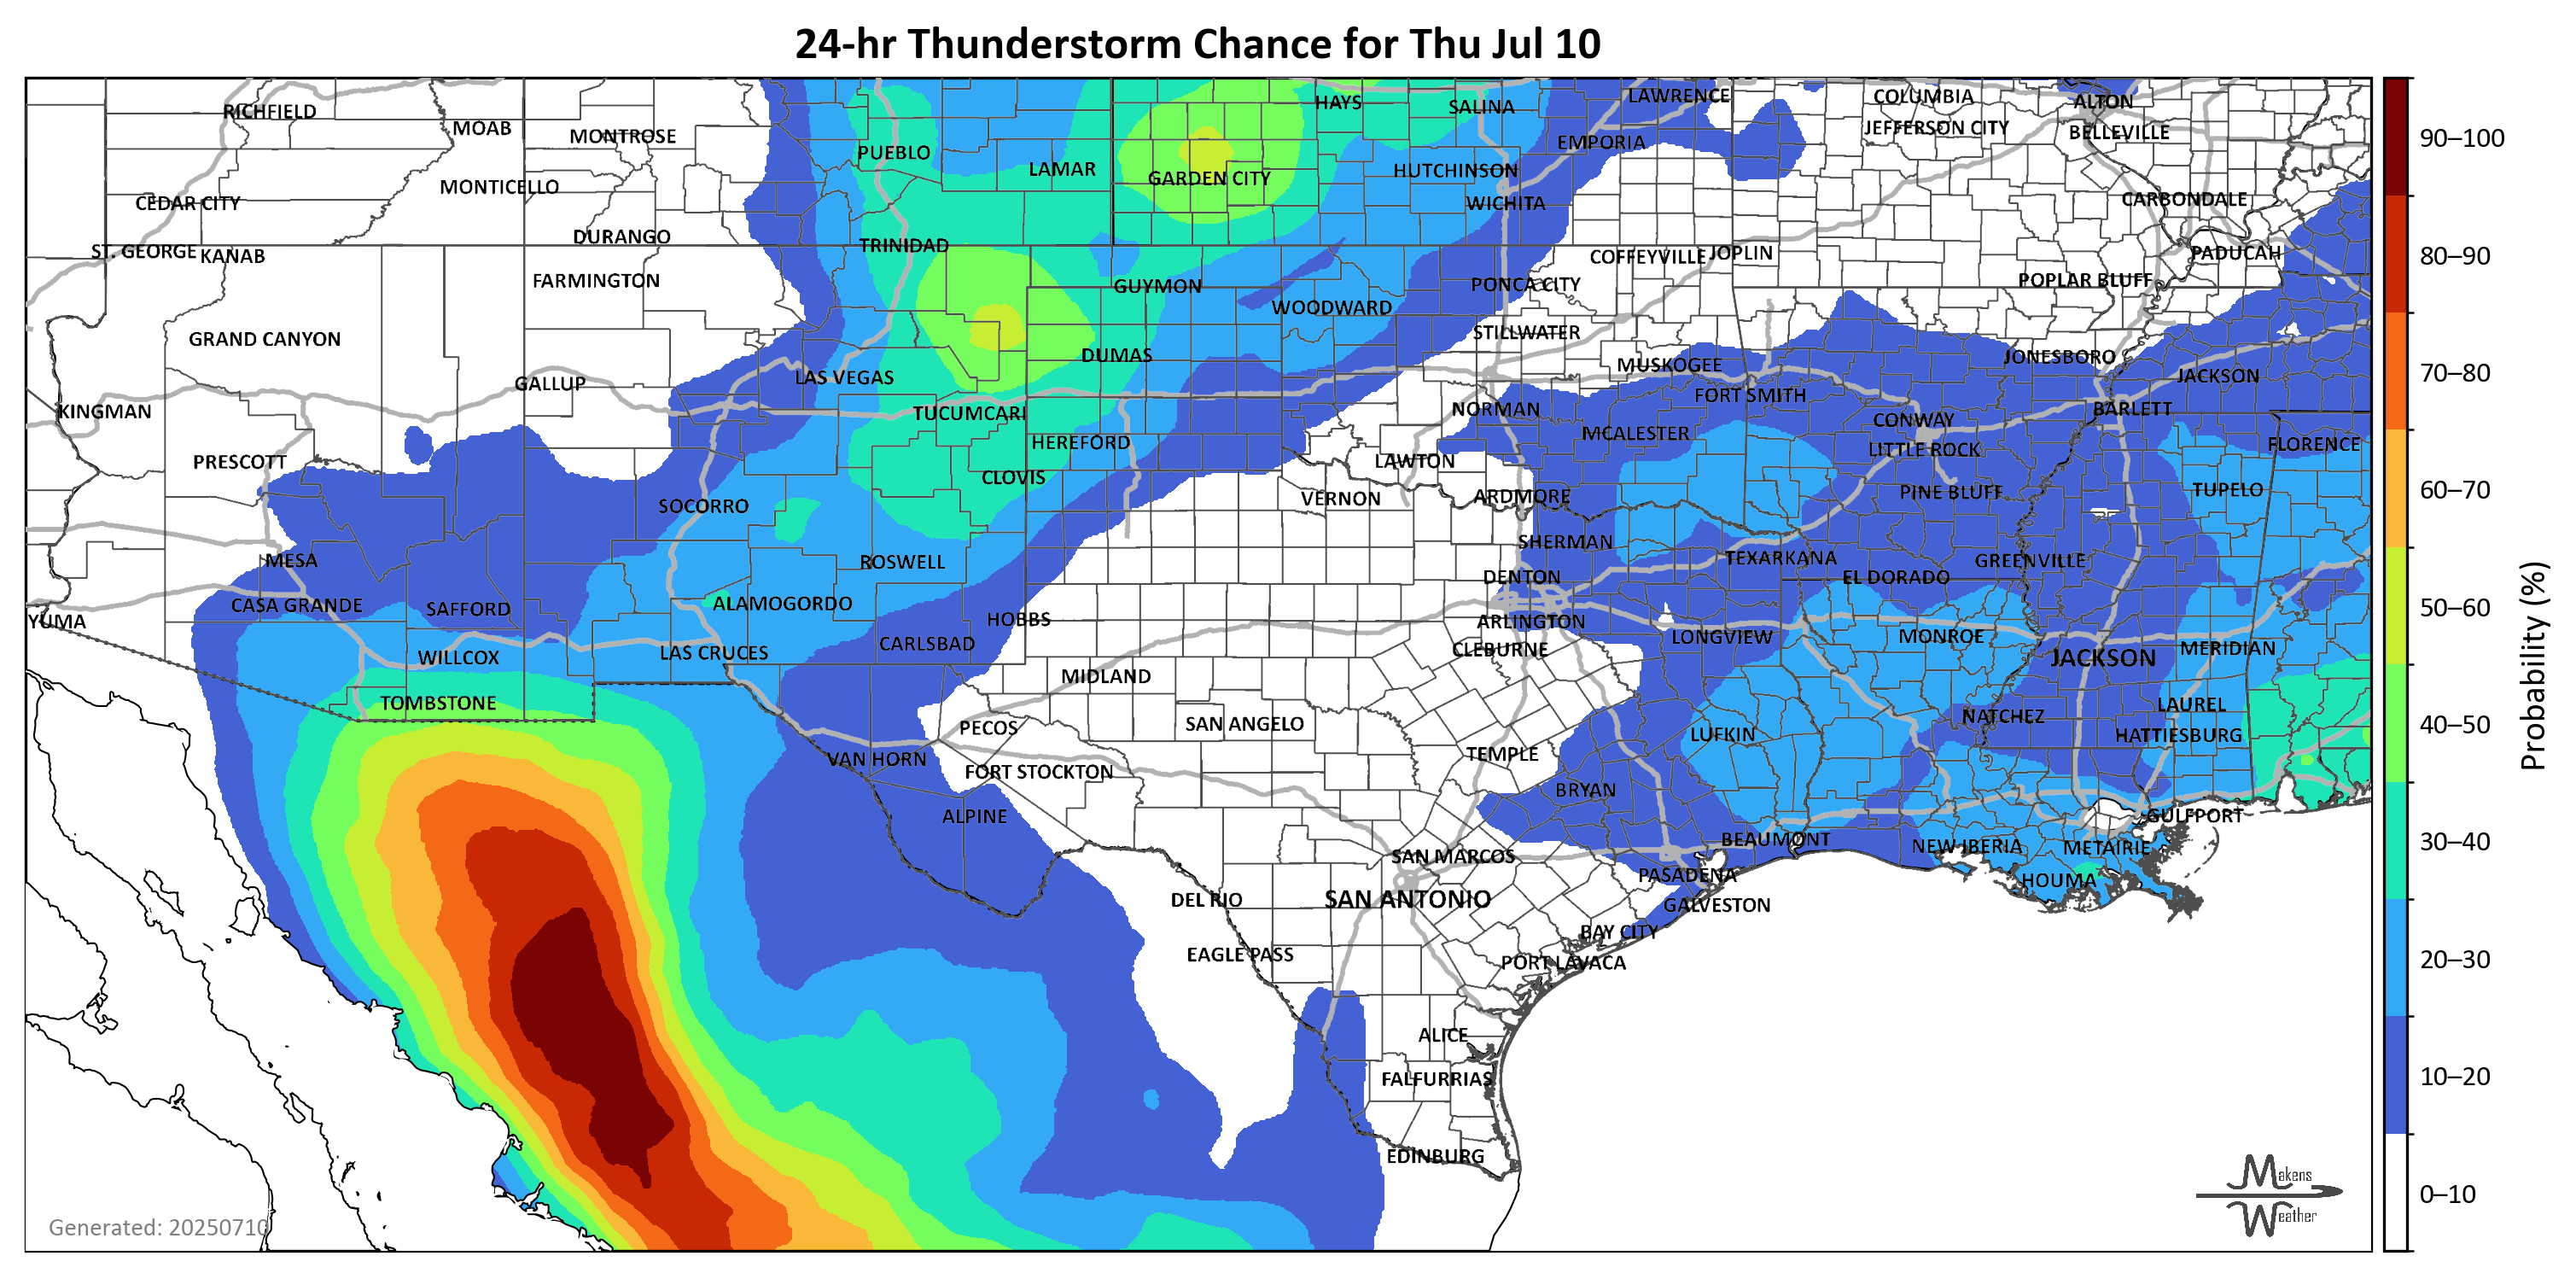 24-hr Thunderstorm Chance for Thu Jul 10
RICHFIELD
MOAB
MONTROSE
PUEBLO
LAMAR
HAYS
SALINA
LAWRENCE
COLUMBIA
ALTON
EMPORIA
JEFFERSON CITY
BELLEVILLE
MONTICELLO
GARDEN CITY
HUTCHINSON
CEDAR CITY
WICHITA
CARBONDALE
DURANGO
TRINIDAD
ST. GEORGE
KANAB
COFFEYVILLE
JOPLIN
PADUCAH
FARMINGTON
GUYMON
PONCA CITY
POPLAR BLUFF
WOODWARD
GRAND CANYON
STILLWATER
DUMAS
MUSKOGEE
JONESBORO
GALLUP
LAS VEGAS
JACKSON
KINGMAN
TUCUMCARI
NORMAN
FORT SMITH
BARLETT
CONWAY
MCALESTER
HEREFORD
LITTLE ROCK
FLORENCE
PRESCOTT
LAWTON
CLOVIS
SOCORRO
VERNON
ARDMORE
PINE BLUFF
TUPELO
MESA
ROSWELL
SHERMAN
TEXARKANA
GREENVILLE
CASA GRANDE
SAFFORD
ALAMOGORDO
DENTON
EL DORADO
YUMA
HOBBS
ARLINGTON
WILLCOX
LAS CRUCES
CARLSBAD
CLEBURNE
LONGVIEW
MONROE
JACKSON
MERIDIAN
TOMBSTONE
MIDLAND
PECOS
SAN ANGELO
NATCHEZ
LAUREL
VAN HORN
TEMPLE
LUFKIN
HATTIESBURG
FORT STOCKTON
BRYAN
ALPINE
GULFPORT
SAN MARCOS
BEAUMONT
NEW IBERIA
METAIRIE
DEL RIO
SAN ANTONIO
PASADENA
HOUMA
GALVESTON
EAGLE PASS
BAY CITY
PORT LAVACA
ALICE
FALFURRIAS
EDINBURG
Generated: 20250710
Makens
Weather
90–100
80–90
70–80
60–70
50–60
40–50
30–40
20–30
10–20
0–10
Probability (%)